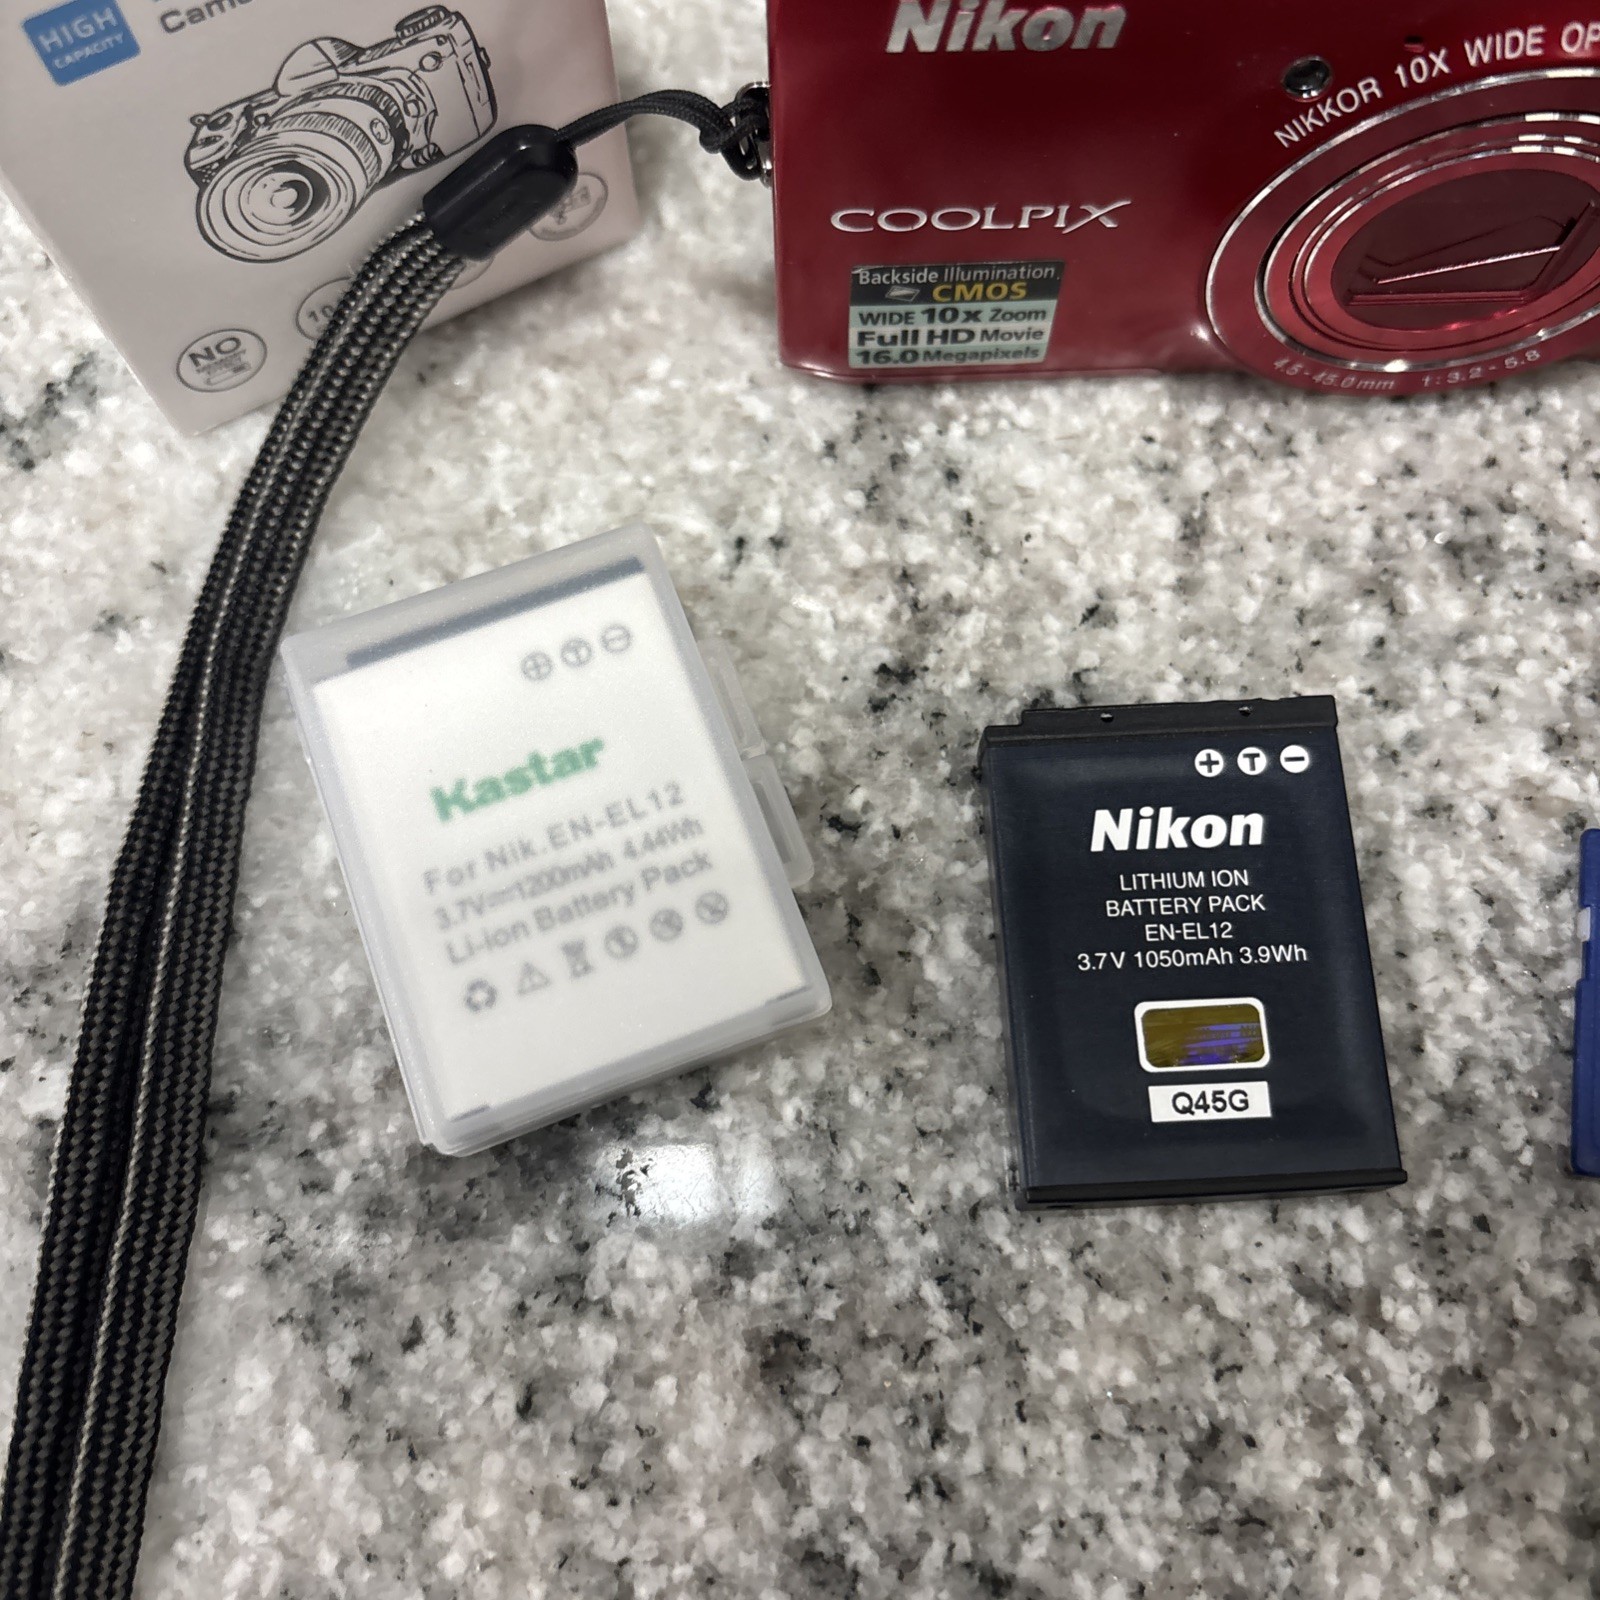 HIGH
CAPACITY
NO
10
Nikon
NIKKOR 10X WIDE OP
COOLPIX
Backside Illumination
CMOS
WIDE 10x Zoom
Full HD Movie
16.0 Megapixels
4.5-45.0mm f:3.2-5.8
Kastar
For Nik.EN-EL12
3.7V⎓1200mAh 4.44Wh
Li-ion Battery Pack
+ T −
Nikon
LITHIUM ION
BATTERY PACK
EN-EL12
3.7V 1050mAh 3.9Wh
Q45G